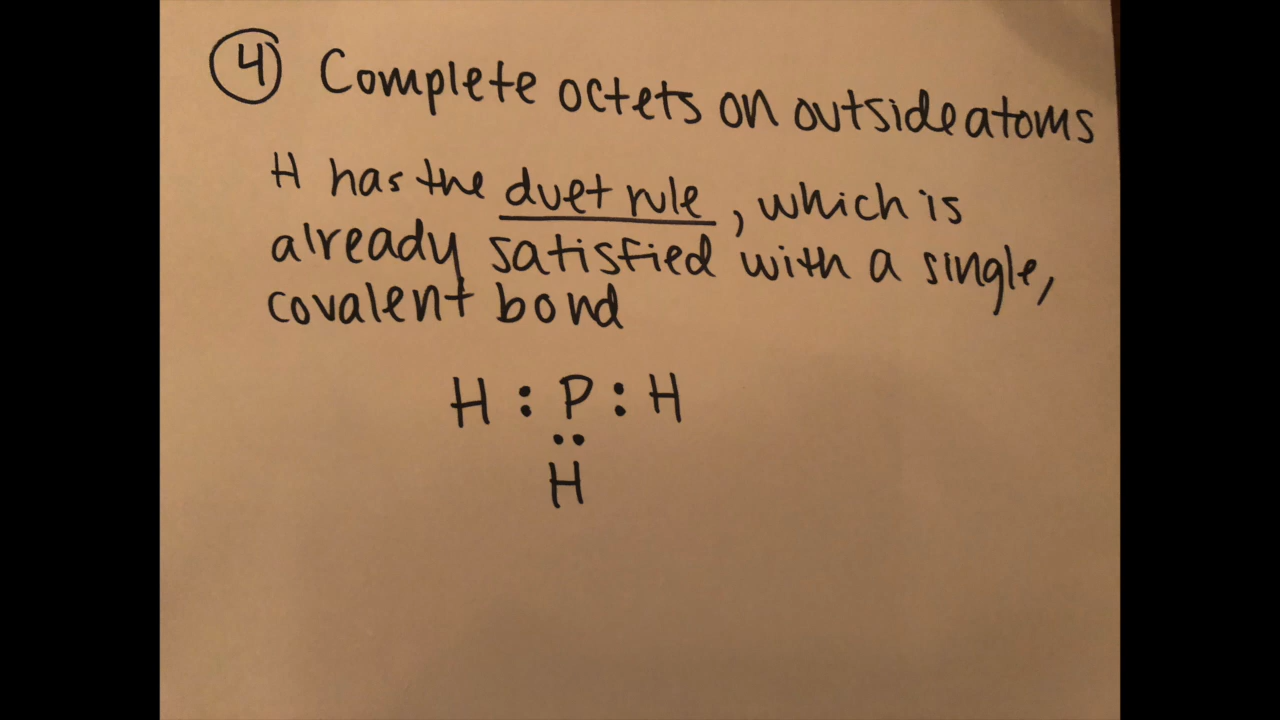 4 Complete octets on outside atoms
H has the duet rule, which is
already satisfied with a single,
covalent bond
H : P : H
..
H